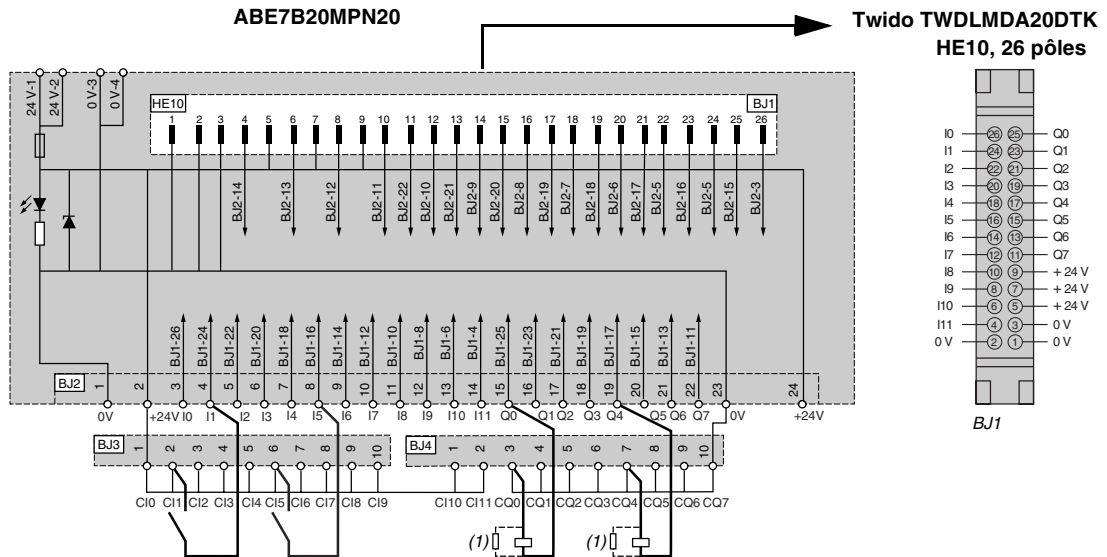 ABE7B20MPN20
Twido TWDLMDA20DTK
HE10, 26 pôles
24 V-1
24 V-2
0 V-3
0 V-4
HE10
BJ1
1 2 3 4 5 6 7 8 9 10 11 12 13 14 15 16 17 18 19 20 21 22 23 24 25 26
BJ2-14
BJ2-13
BJ2-12
BJ2-11
BJ2-22
BJ2-10
BJ2-21
BJ2-9
BJ2-20
BJ2-8
BJ2-19
BJ2-7
BJ2-18
BJ2-6
BJ2-17
BJ2-5
BJ2-16
BJ2-5
BJ2-15
BJ2-3
I0 26 25 Q0
I1 24 23 Q1
I2 22 21 Q2
I3 20 19 Q3
I4 18 17 Q4
I5 16 15 Q5
I6 14 13 Q6
I7 12 11 Q7
I8 10 9 + 24 V
I9 8 7 + 24 V
I10 6 5 + 24 V
I11 4 3 0 V
0 V 2 1 0 V
BJ1
BJ1-26
BJ1-24
BJ1-22
BJ1-20
BJ1-18
BJ1-16
BJ1-14
BJ1-12
BJ1-10
BJ1-8
BJ1-6
BJ1-4
BJ1-25
BJ1-23
BJ1-21
BJ1-19
BJ1-17
BJ1-15
BJ1-13
BJ1-11
BJ2
1 2 3 4 5 6 7 8 9 10 11 12 13 14 15 16 17 18 19 20 21 22 23 24
0V +24V I0 I1 I2 I3 I4 I5 I6 I7 I8 I9 I10 I11 Q0 Q1 Q2 Q3 Q4 Q5 Q6 Q7 0V +24V
BJ3
1 2 3 4 5 6 7 8 9 10
BJ4
1 2 3 4 5 6 7 8 9 10
CI0 CI1 CI2 CI3 CI4 CI5 CI6 CI7 CI8 CI9
CI10 CI11 CQ0 CQ1 CQ2 CQ3 CQ4 CQ5 CQ6 CQ7
(1)
(1)